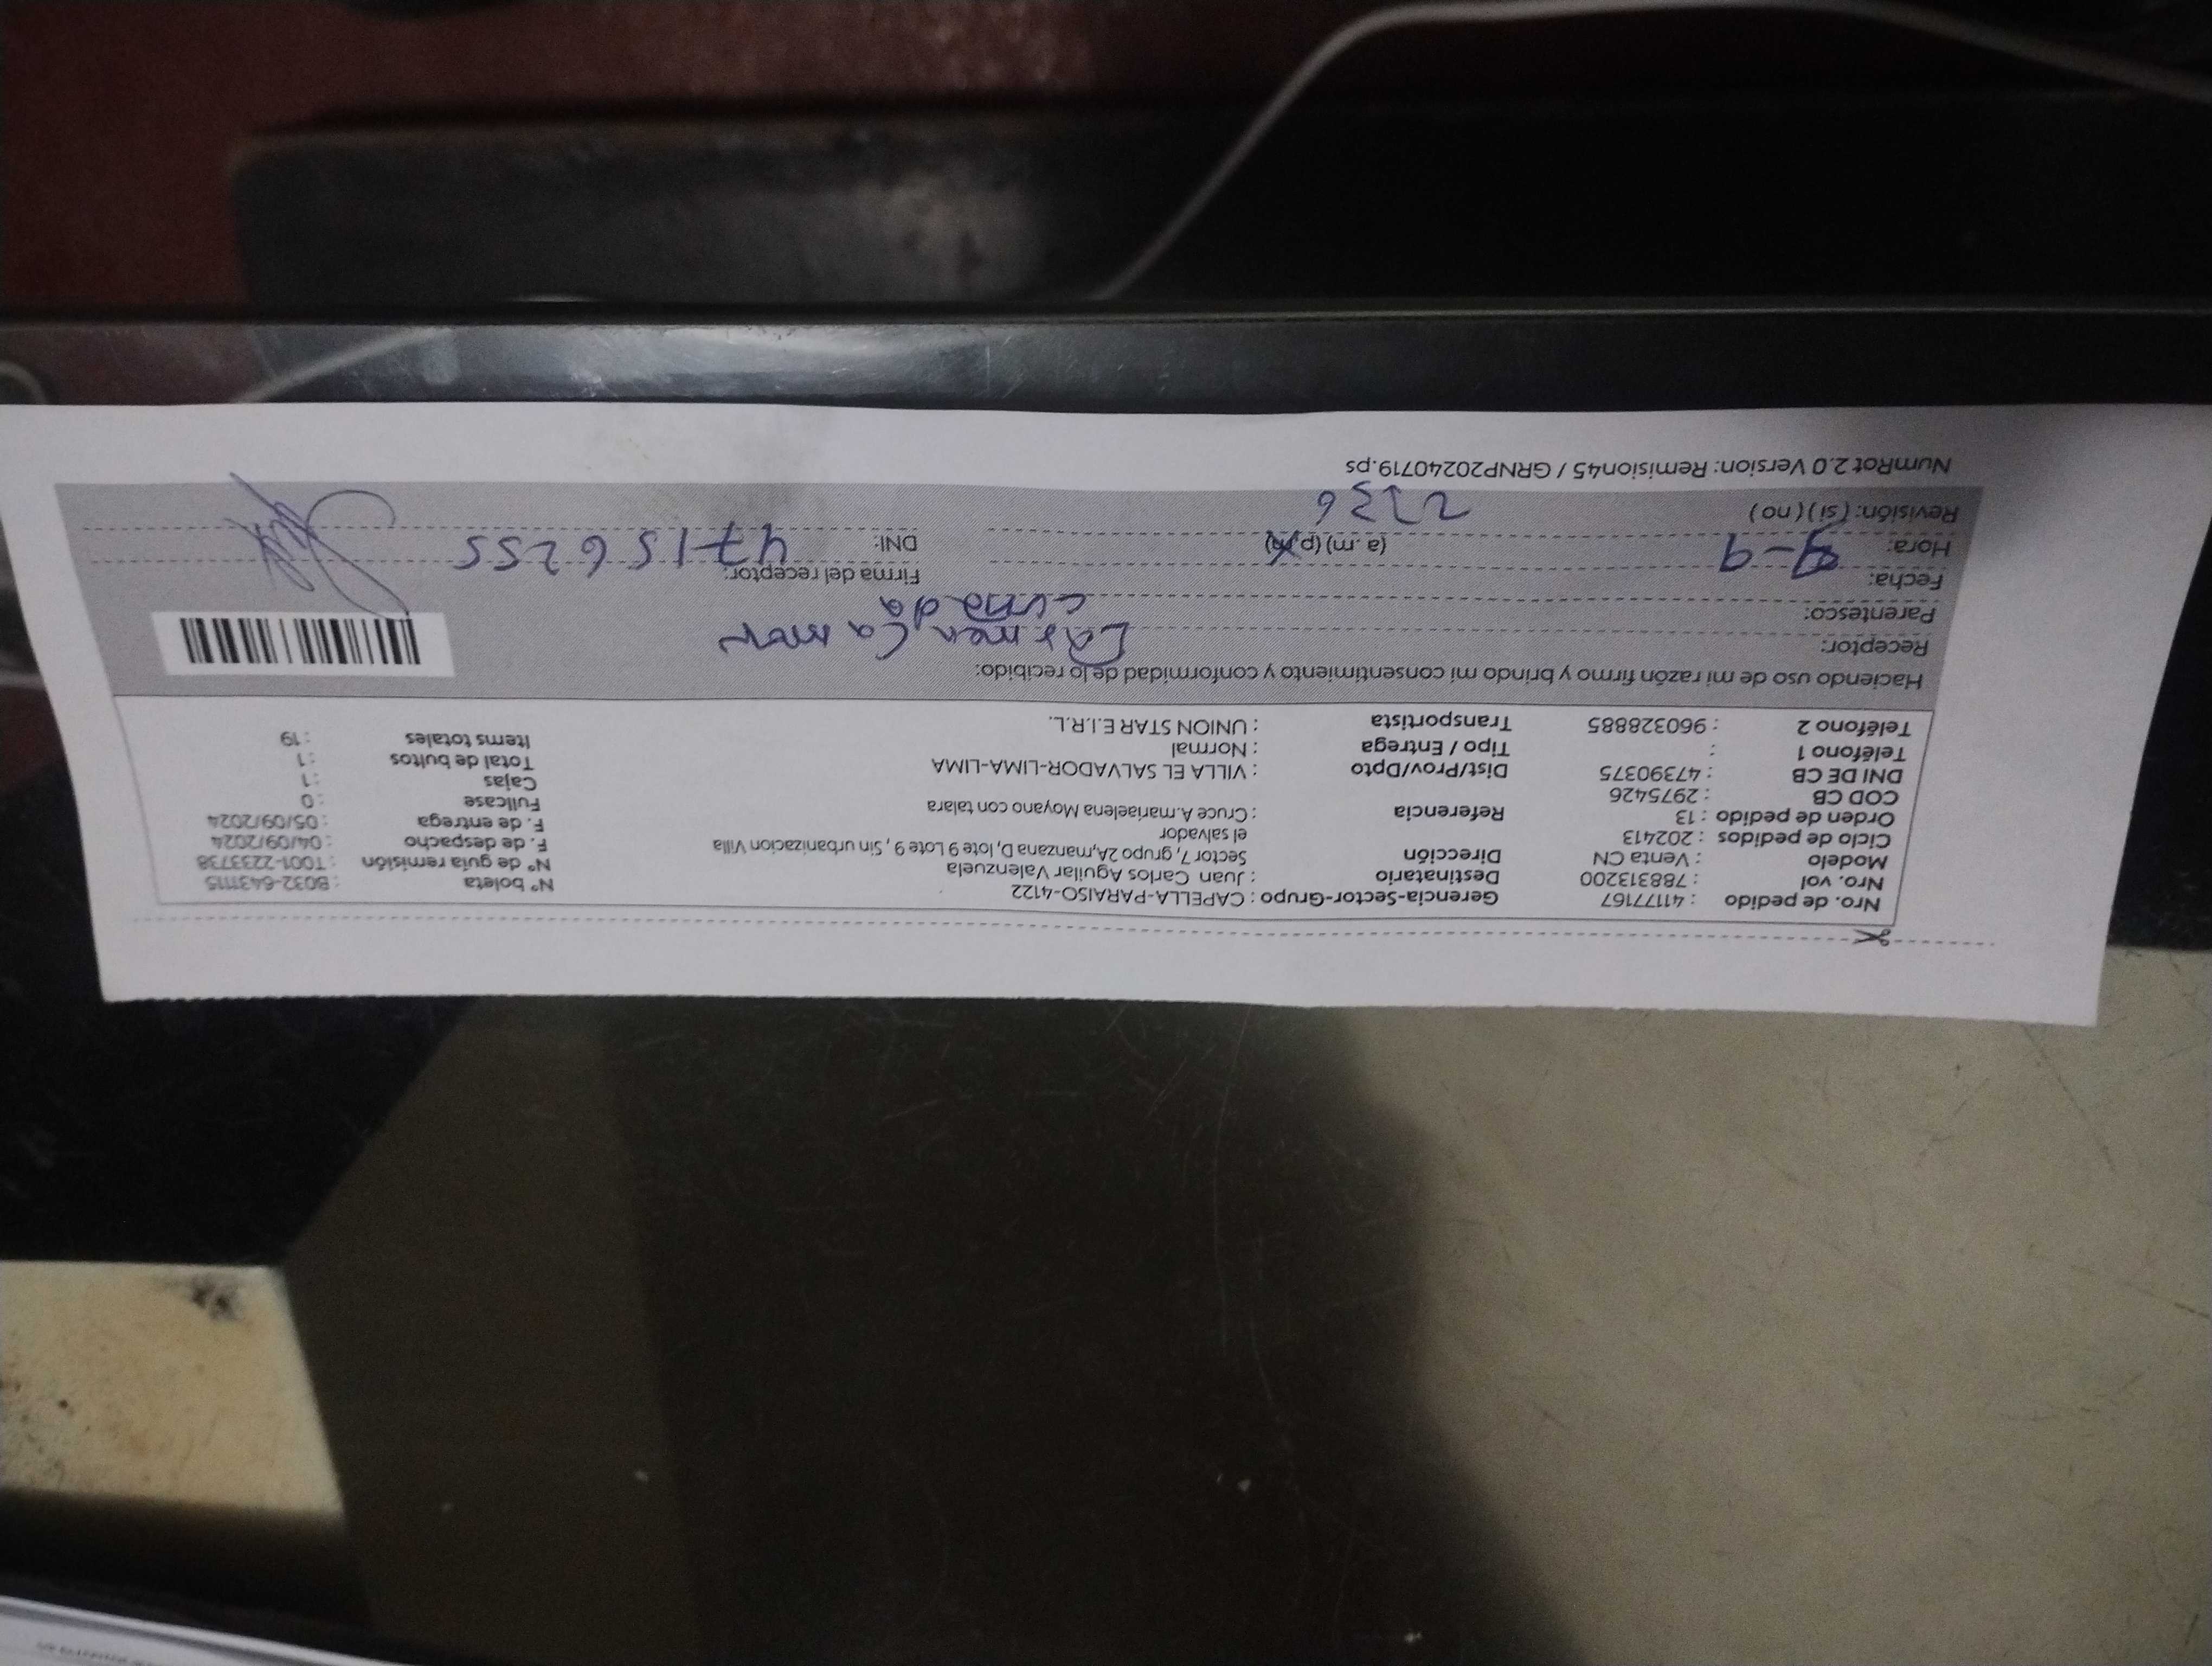 Nro. de pedido : 41177167 Gerencia-Sector-Grupo : CAPELLA-PARAISO-4122 N° boleta : B032-6431115
Nro. vol : 788313200 Destinatario : Juan Carlos Aguilar Valenzuela N° de guía remisión : T001-2233738
Modelo : Venta CN Dirección Sector 7, grupo 2A,manzana D, lote 9 Lote 9 , Sin urbanizacion Villa F. de despacho : 04/09/2024
Ciclo de pedidos : 202413 el salvador F. de entrega : 05/09/2024
Orden de pedido : 13 Referencia : Cruce A.mariaelena Moyano con talara Fullcase : 0
COD CB : 2975426 Cajas : 1
DNI DE CB : 47390375 Dist/Prov/Dpto : VILLA EL SALVADOR-LIMA-LIMA Total de bultos : 1
Teléfono 1 : Tipo / Entrega : Normal Items totales : 19
Teléfono 2 : 960328885 Transportista : UNION STAR E.I.R.L.
Haciendo uso de mi razón firmo y brindo mi consentimiento y conformidad de lo recibido:
Receptor: Carmen
Parentesco: cuñada
Fecha: 9-9 Firma del receptor:
Hora: (a.m) (p.m) DNI: 47156255
Revisión: ( si ) ( no ) 2136
NumRot 2.0 Version: Remision45 / GRNP20240719.ps